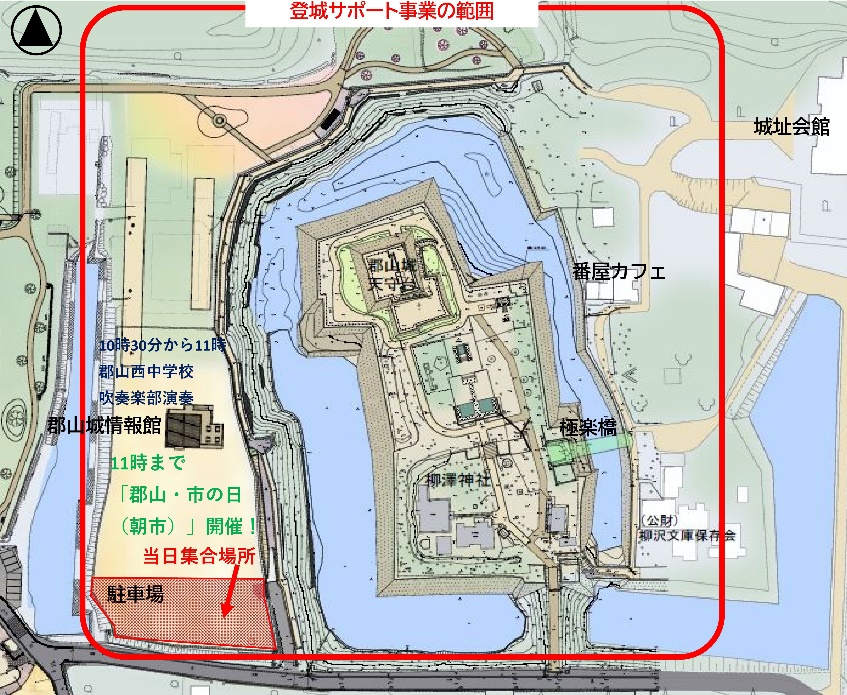 登城サポート事業の範囲
城址会館
郡山城
天守台
番屋カフェ
10時30分から11時
郡山西中学校
吹奏楽部演奏
郡山城情報館
極楽橋
11時まで
「郡山・市の日
(朝市)」開催！
柳澤神社
(公財)
柳沢文庫保存会
当日集合場所
駐車場